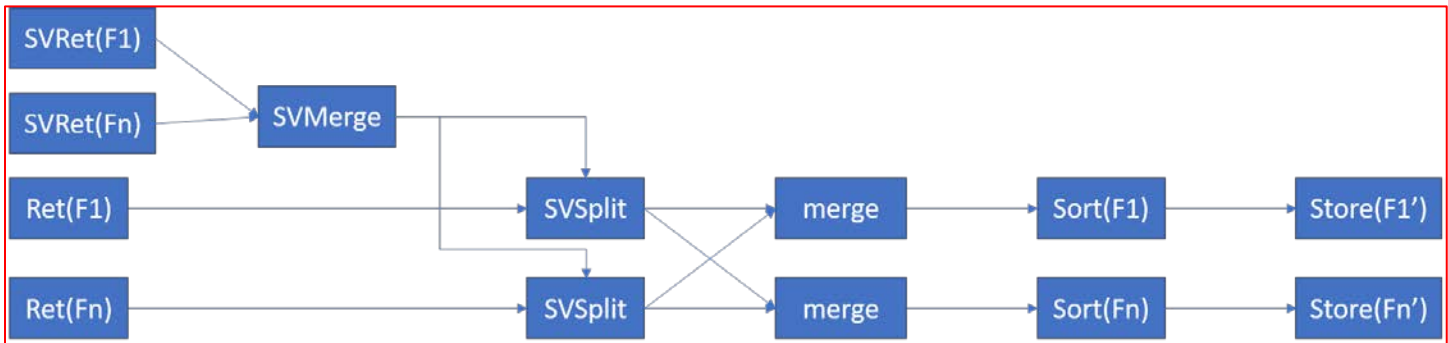 SVRet(F1)
SVRet(Fn)
SVMerge
Ret(F1)
SVSplit
merge
Sort(F1)
Store(F1’)
Ret(Fn)
SVSplit
merge
Sort(Fn)
Store(Fn’)